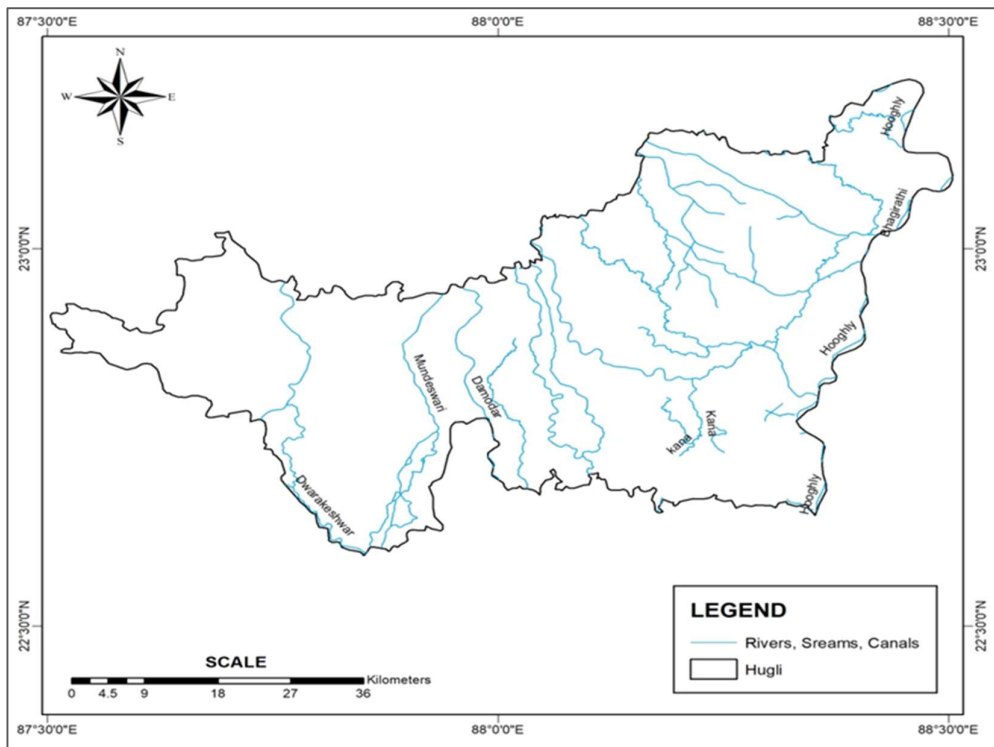 87°30'0"E 88°0'0"E 88°30'0"E
N
W E
S
Hooghly
Bhagirathi
23°0'0"N 23°0'0"N
Hooghly
Mundeswari
Damodar
Kana
kana
Hooghly
Dwarakeshwar
LEGEND
Rivers, Sreams, Canals
Hugli
22°30'0"N 22°30'0"N
SCALE
Kilometers
0 4.5 9 18 27 36
87°30'0"E 88°0'0"E 88°30'0"E